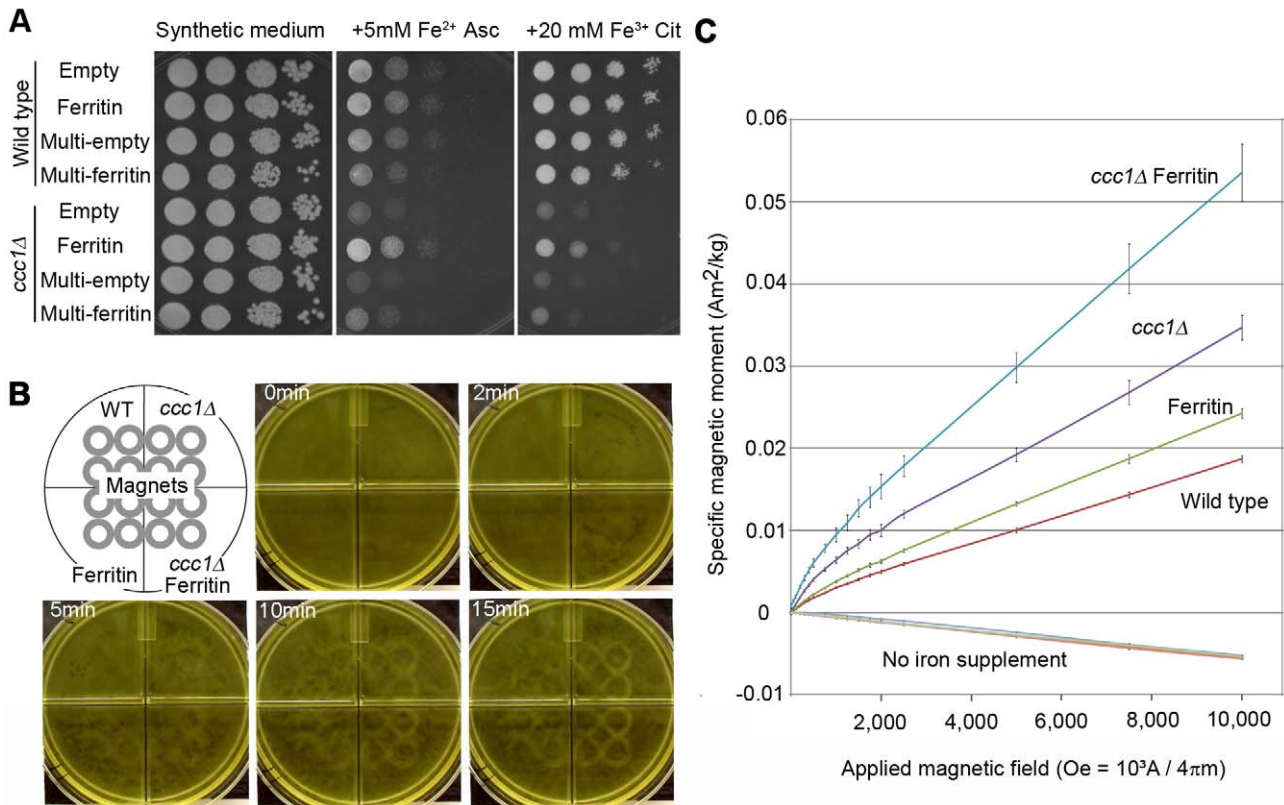 A
Synthetic medium
+5mM Fe²⁺ Asc
+20 mM Fe³⁺ Cit
Wild type
Empty
Ferritin
Multi-empty
Multi-ferritin
ccc1Δ
Empty
Ferritin
Multi-empty
Multi-ferritin
B
WT
ccc1Δ
Magnets
Ferritin
ccc1Δ
Ferritin
0min
2min
5min
10min
15min
C
Specific magnetic moment (Am²/kg)
0.06
0.05
0.04
0.03
0.02
0.01
0
-0.01
ccc1Δ Ferritin
ccc1Δ
Ferritin
Wild type
No iron supplement
2,000
4,000
6,000
8,000
10,000
Applied magnetic field (Oe = 10³A / 4πm)